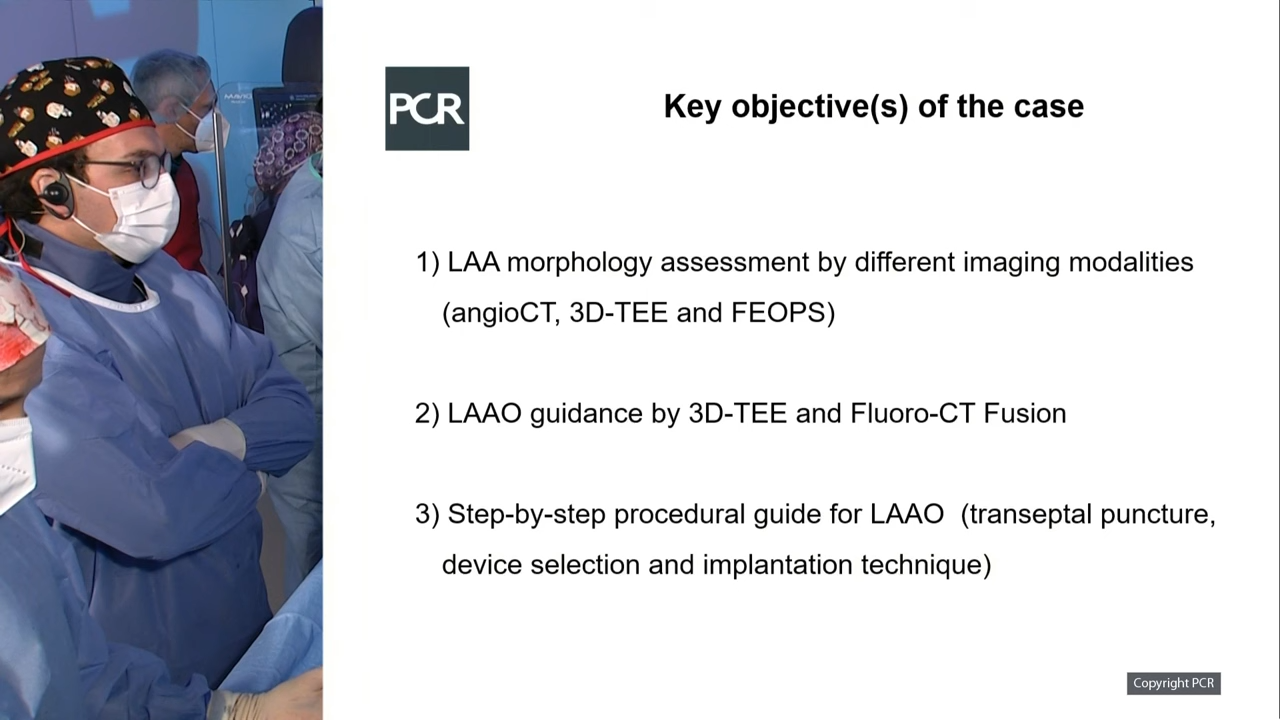 PCR
Key objective(s) of the case
1) LAA morphology assessment by different imaging modalities
(angioCT, 3D-TEE and FEOPS)
2) LAAO guidance by 3D-TEE and Fluoro-CT Fusion
3) Step-by-step procedural guide for LAAO (transeptal puncture,
device selection and implantation technique)
Copyright PCR